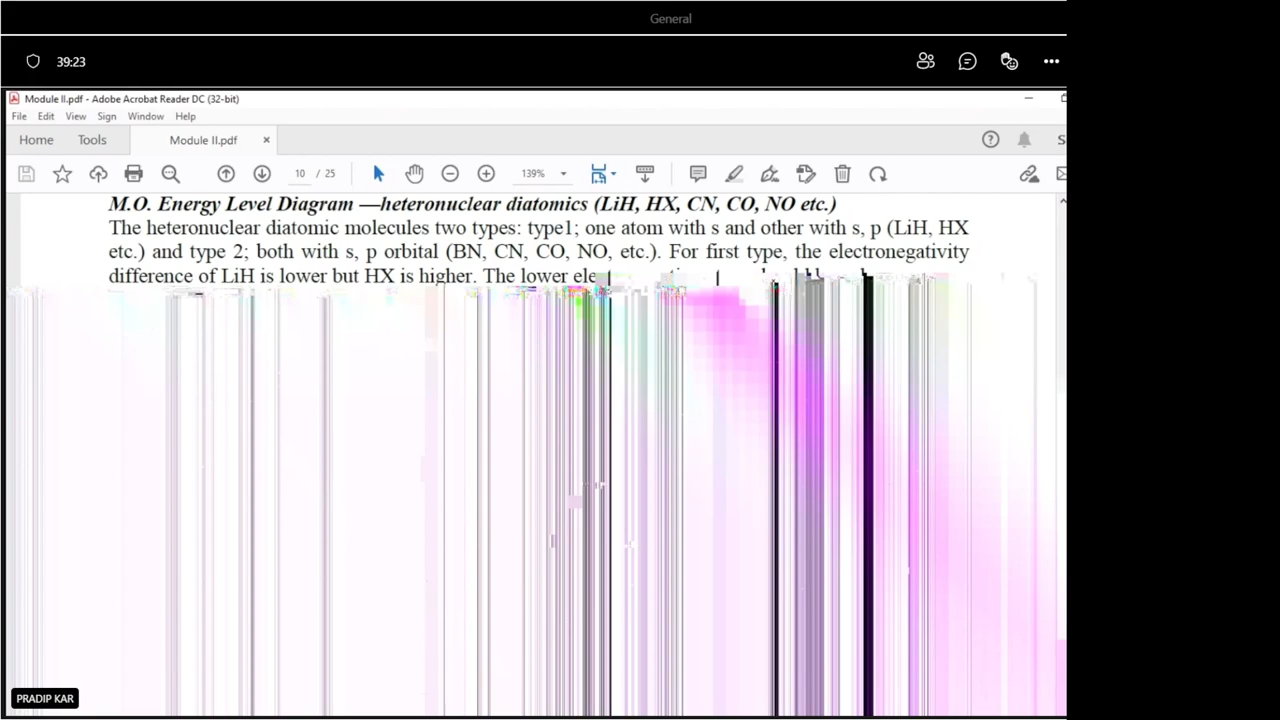 General
39:23
Module II.pdf - Adobe Acrobat Reader DC (32-bit)
File Edit View Sign Window Help
Home Tools Module II.pdf
10 / 25 139%
M.O. Energy Level Diagram —heteronuclear diatomics (LiH, HX, CN, CO, NO etc.)
The heteronuclear diatomic molecules two types: type1; one atom with s and other with s, p (LiH, HX
etc.) and type 2; both with s, p orbital (BN, CN, CO, NO, etc.). For first type, the electronegativity
difference of LiH is lower but HX is higher. The lower
PRADIP KAR